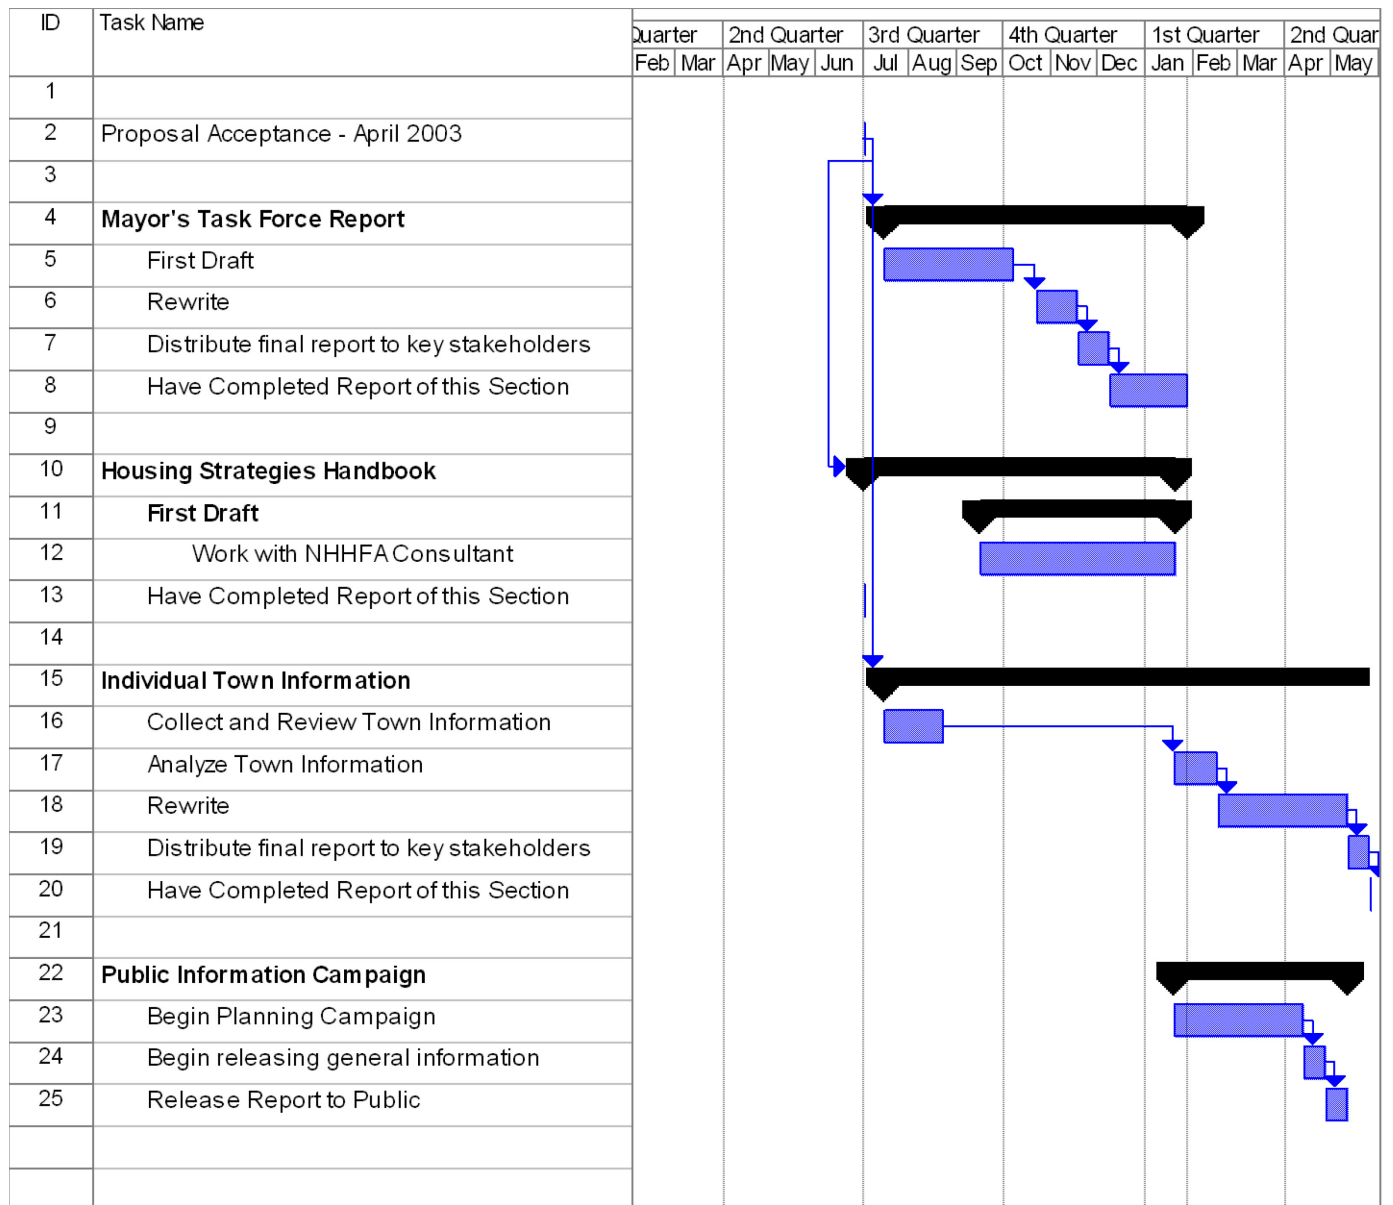 ID Task Name
Quarter 2nd Quarter 3rd Quarter 4th Quarter 1st Quarter 2nd Quar
Feb Mar Apr May Jun Jul Aug Sep Oct Nov Dec Jan Feb Mar Apr May
1
2 Proposal Acceptance - April 2003
3
4 Mayor's Task Force Report
5 First Draft
6 Rewrite
7 Distribute final report to key stakeholders
8 Have Completed Report of this Section
9
10 Housing Strategies Handbook
11 First Draft
12 Work with NHHFA Consultant
13 Have Completed Report of this Section
14
15 Individual Town Information
16 Collect and Review Town Information
17 Analyze Town Information
18 Rewrite
19 Distribute final report to key stakeholders
20 Have Completed Report of this Section
21
22 Public Information Campaign
23 Begin Planning Campaign
24 Begin releasing general information
25 Release Report to Public